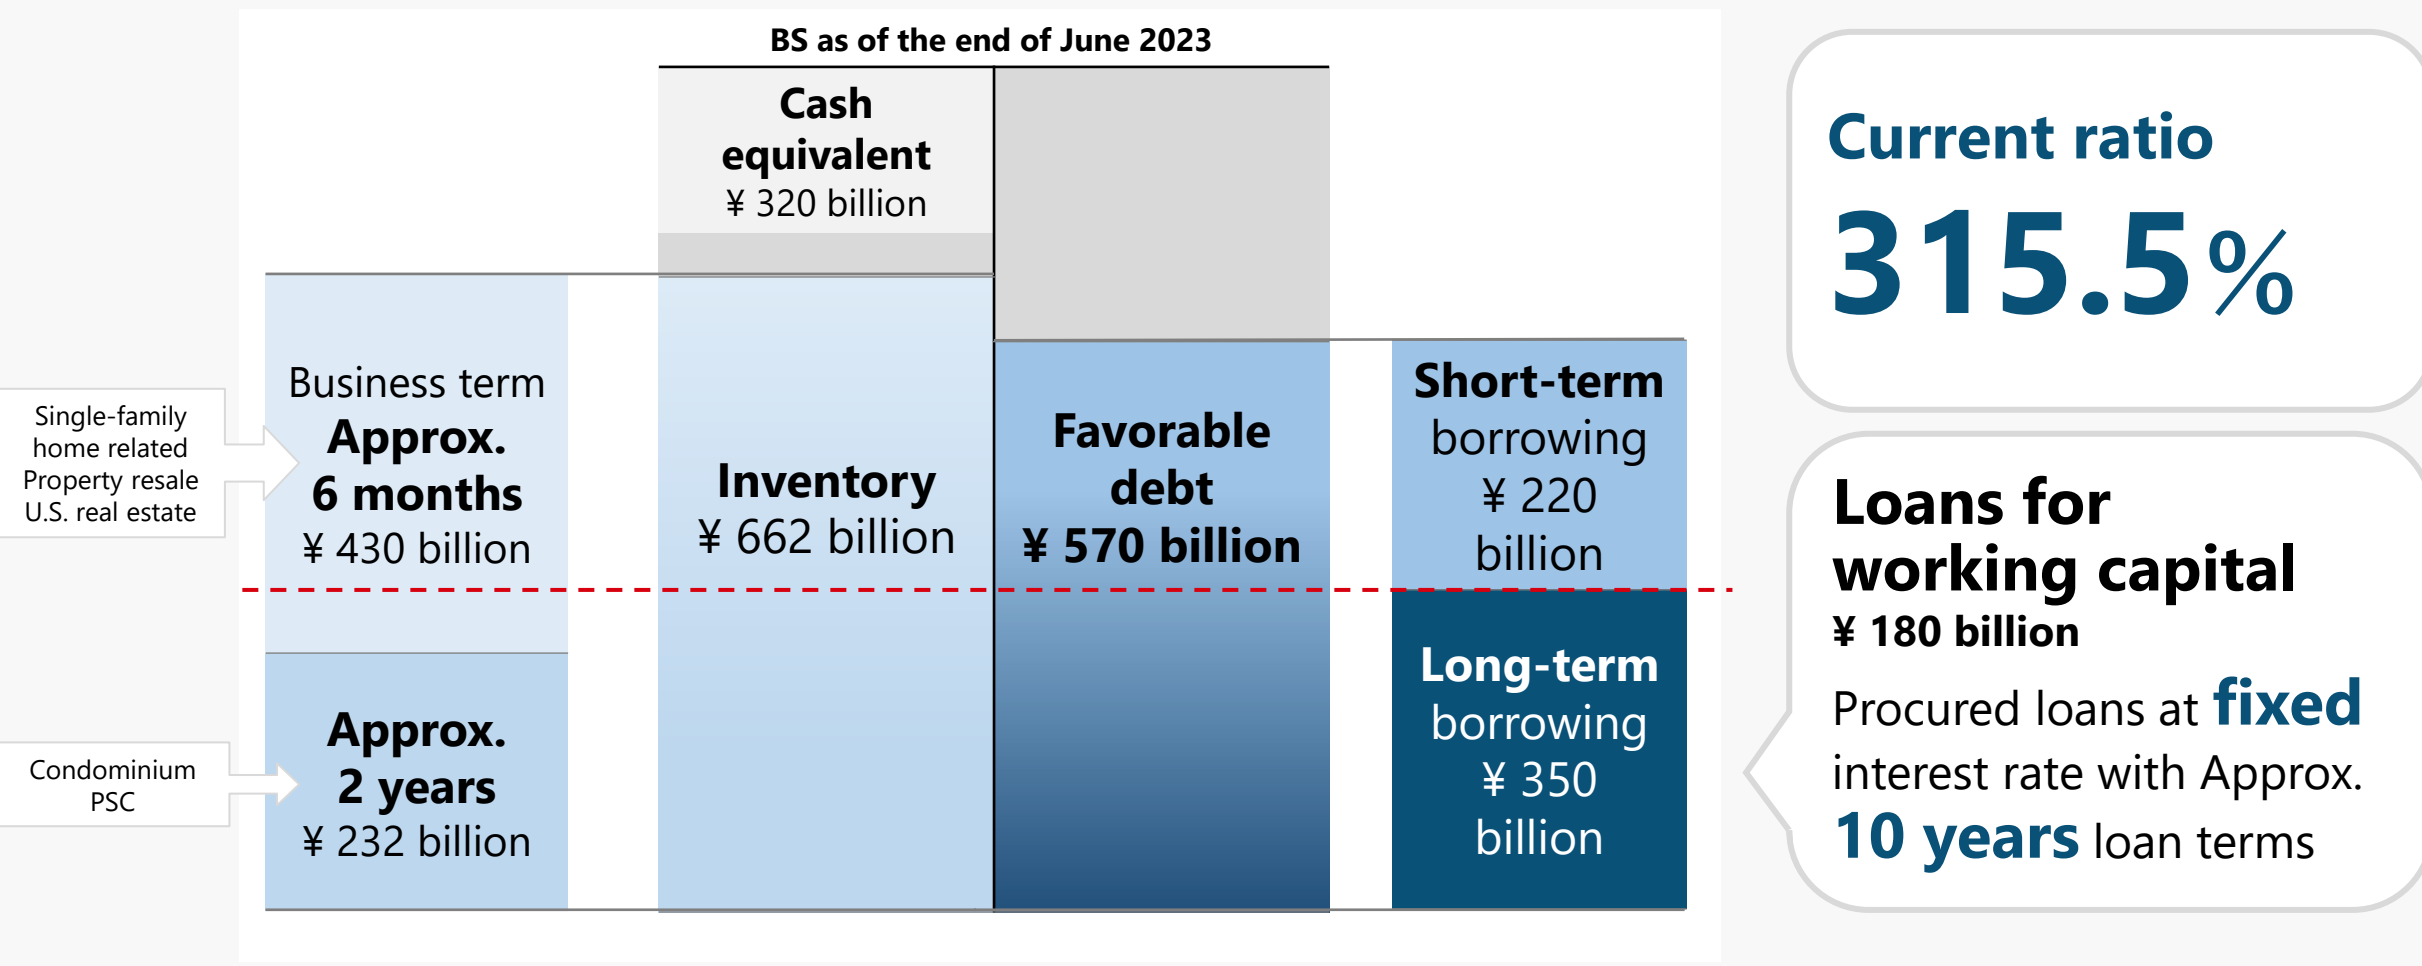 BS as of the end of June 2023
Cash
equivalent
¥ 320 billion
Single-family
home related
Property resale
U.S. real estate
Business term
Approx.
6 months
¥ 430 billion
Condominium
PSC
Approx.
2 years
¥ 232 billion
Inventory
¥ 662 billion
Favorable
debt
¥ 570 billion
Short-term
borrowing
¥ 220
billion
Long-term
borrowing
¥ 350
billion
Current ratio
315.5%
Loans for
working capital
¥ 180 billion
Procured loans at fixed
interest rate with Approx.
10 years loan terms